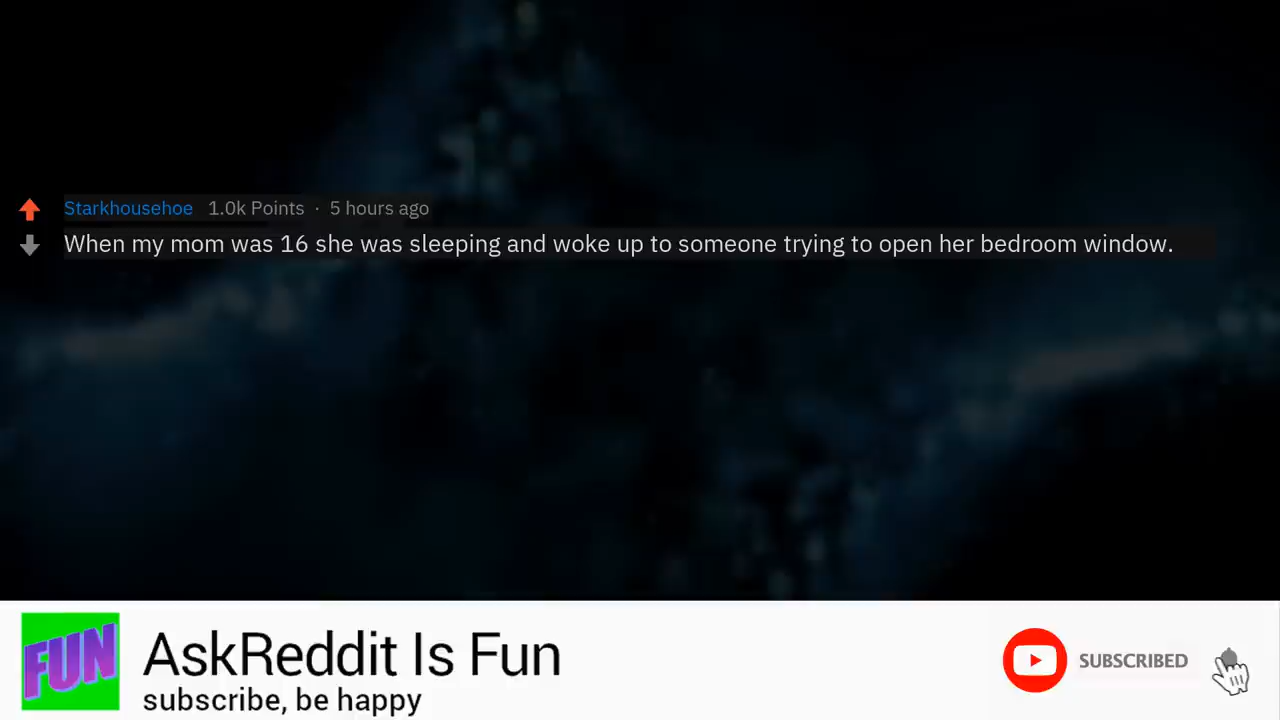 Starkhousehoe 1.0k Points · 5 hours ago
When my mom was 16 she was sleeping and woke up to someone trying to open her bedroom window.
FUN
AskReddit Is Fun
subscribe, be happy
SUBSCRIBED